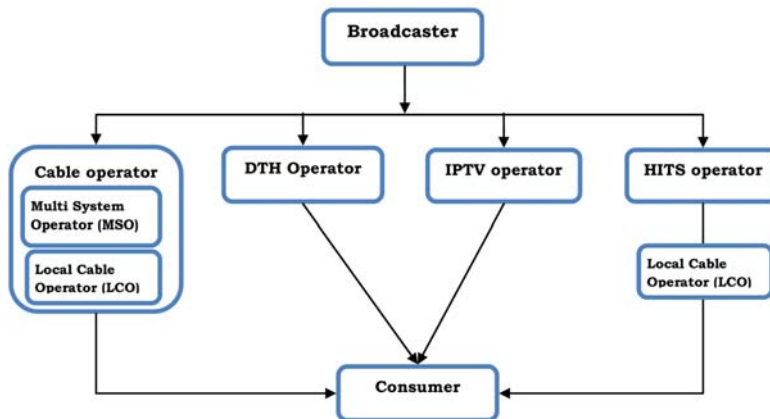 Broadcaster
Cable operator
Multi System
Operator (MSO)
Local Cable
Operator (LCO)
DTH Operator
IPTV operator
HITS operator
Local Cable
Operator (LCO)
Consumer